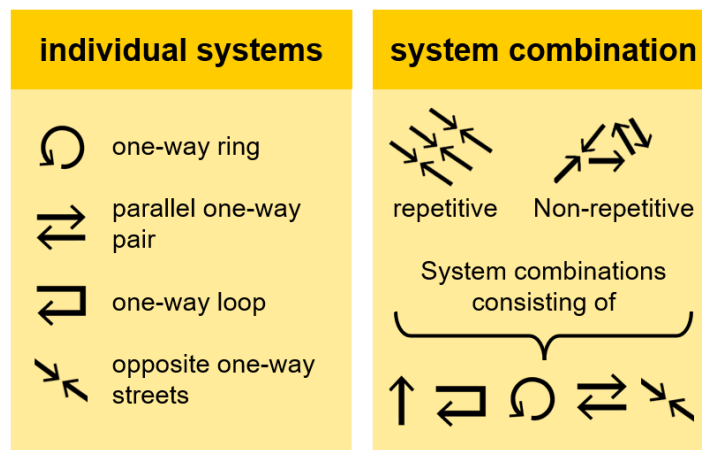 individual systems
one-way ring
parallel one-way
pair
one-way loop
opposite one-way
streets
system combination
repetitive
Non-repetitive
System combinations
consisting of